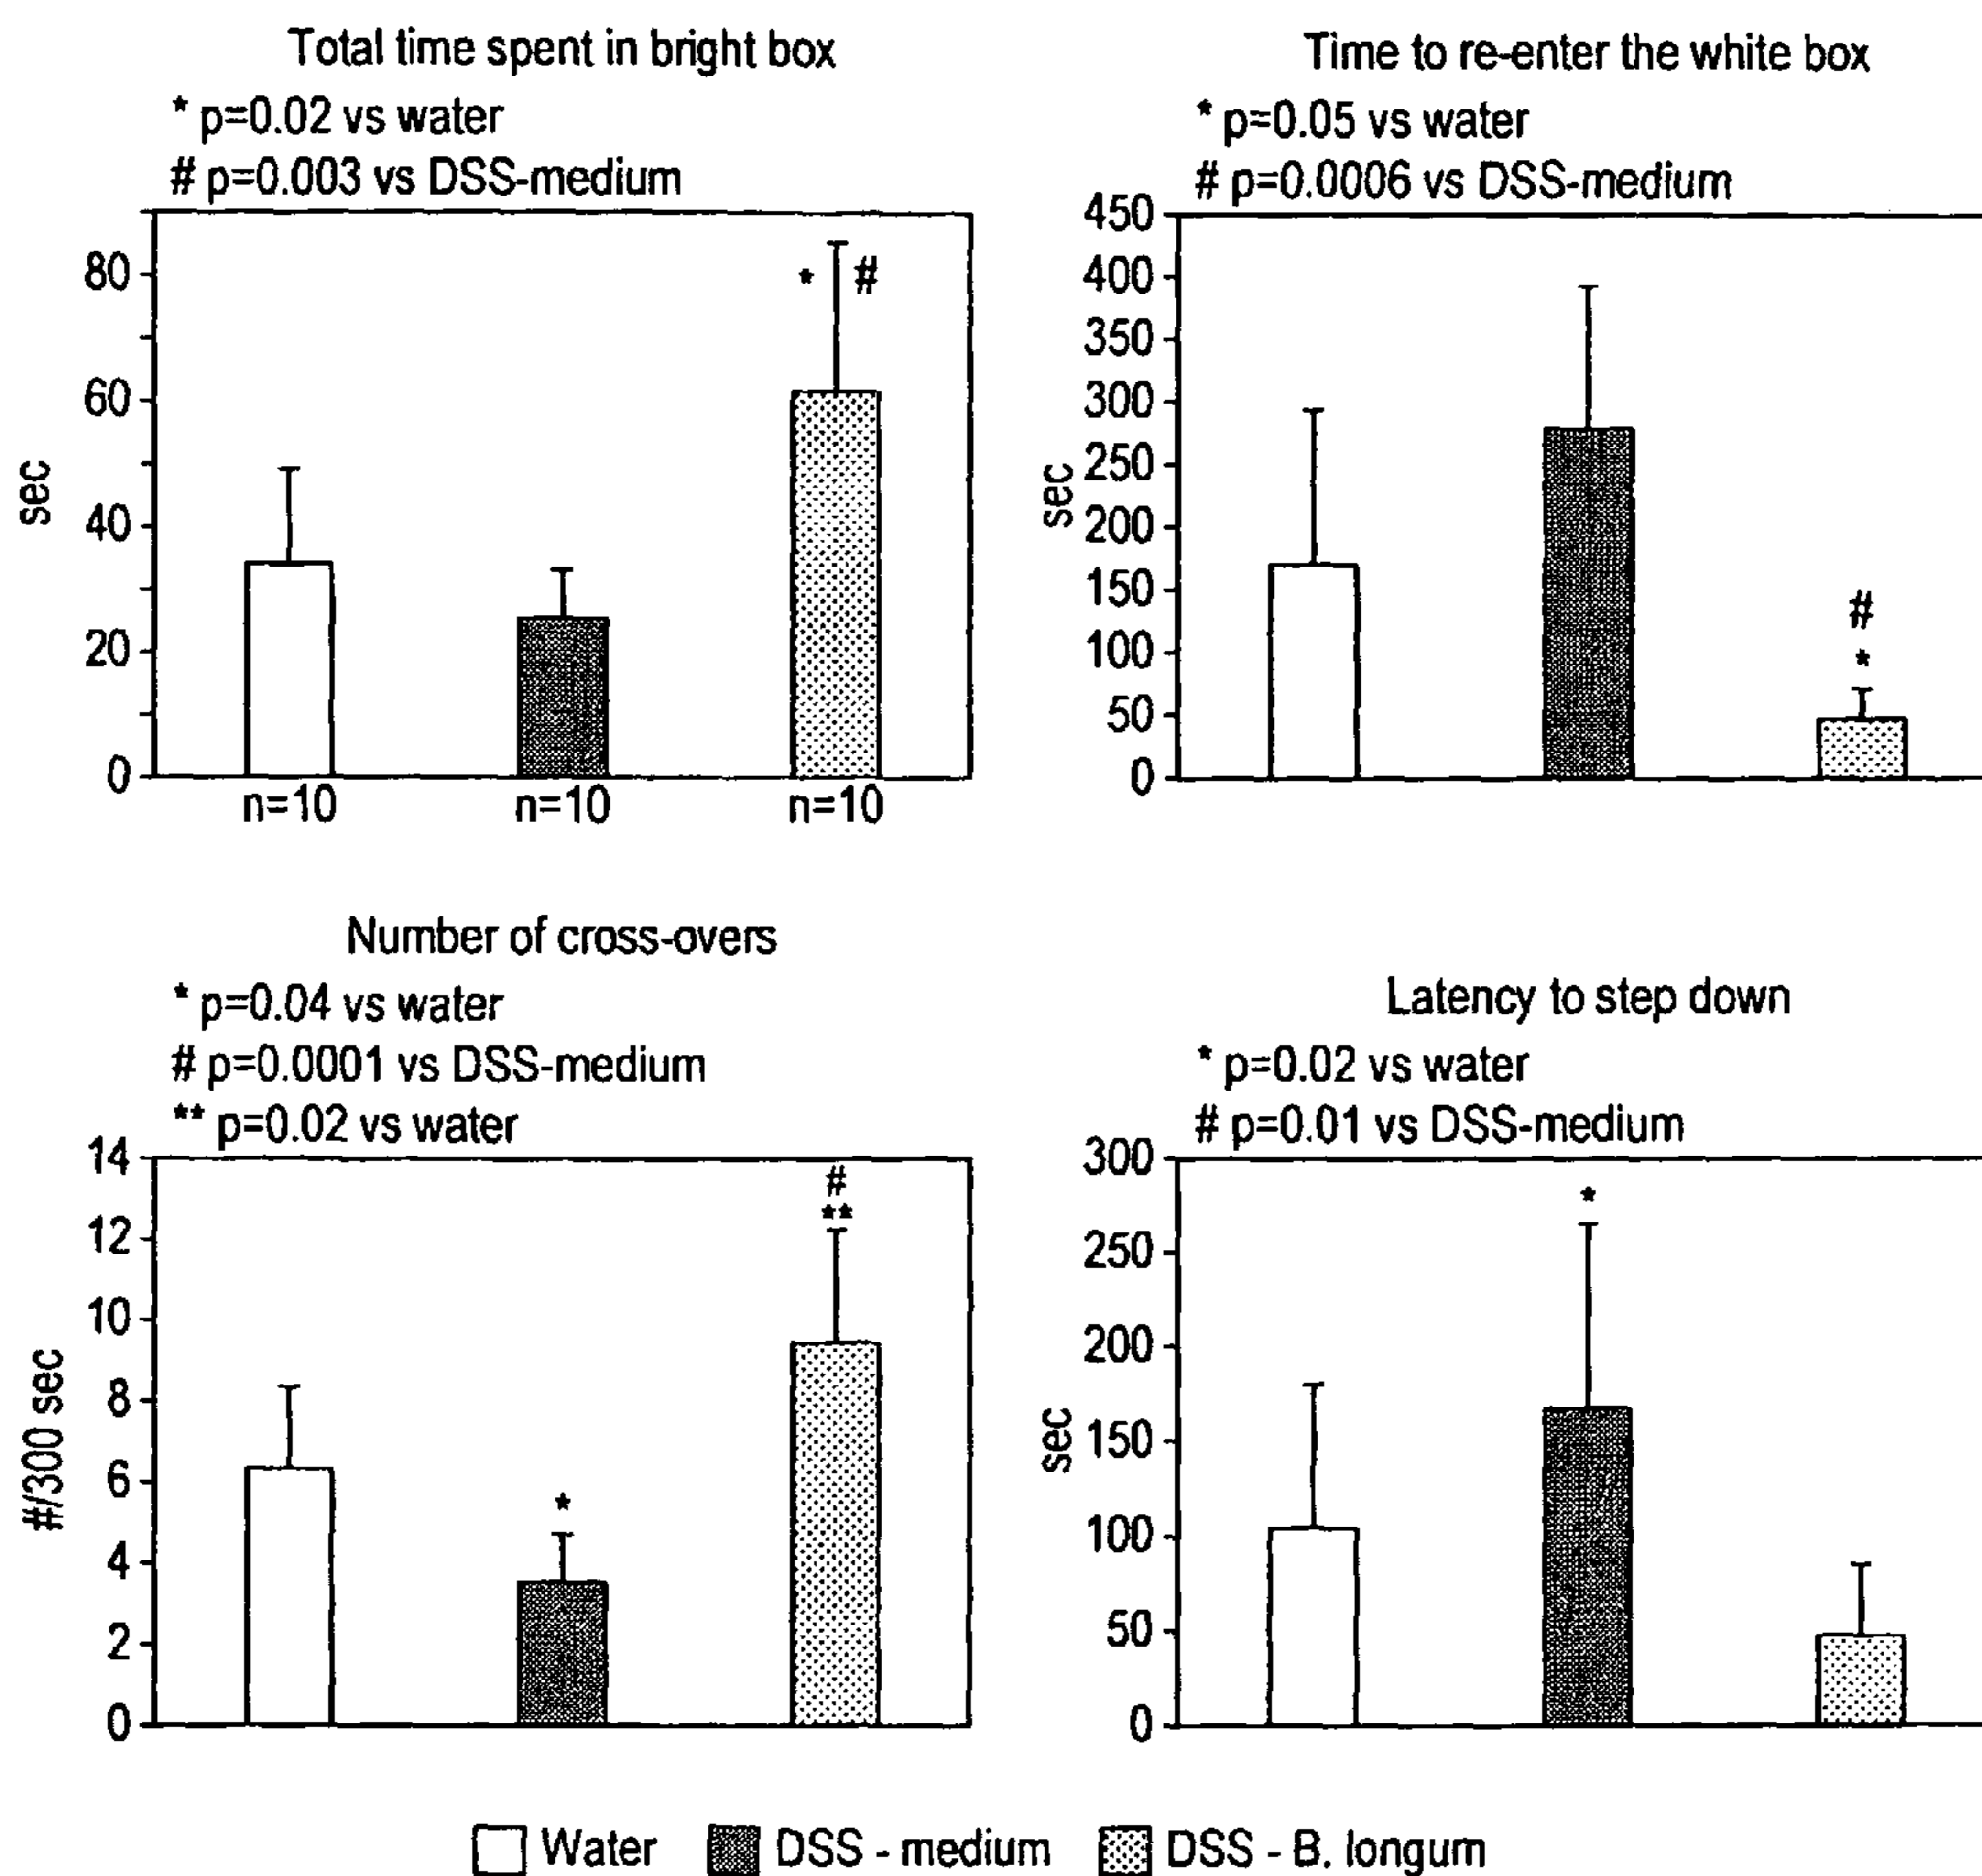 Total time spent in bright box
* p=0.02 vs water
# p=0.003 vs DSS-medium
80
60
40
20
0
sec
* #
n=10 n=10 n=10
Time to re-enter the white box
* p=0.05 vs water
# p=0.0006 vs DSS-medium
450
400
350
300
250
200
150
100
50
0
sec
#
*
Number of cross-overs
* p=0.04 vs water
# p=0.0001 vs DSS-medium
** p=0.02 vs water
14
12
10
8
6
4
2
0
#/300 sec
*
#
**
Latency to step down
* p=0.02 vs water
# p=0.01 vs DSS-medium
300
250
200
150
100
50
0
sec
*
Water DSS - medium DSS - B. longum